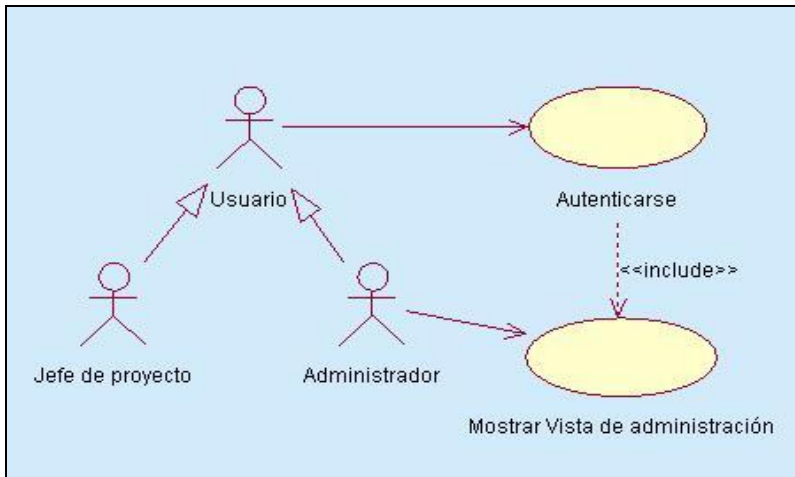 Usuario
Autenticarse
<<include>>
Jefe de proyecto
Administrador
Mostrar Vista de administración